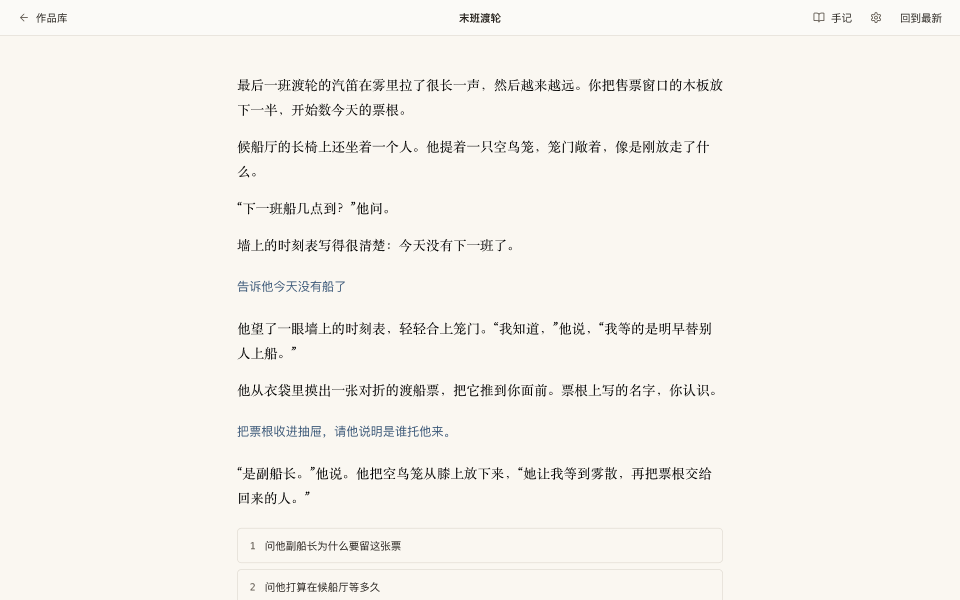 作品库
末班渡轮
手记
回到最新
最后一班渡轮的汽笛在雾里拉了很长一声，然后越来越远。你把售票窗口的木板放
下一半，开始数今天的票根。
候船厅的长椅上还坐着一个人。他提着一只空鸟笼，笼门敞着，像是刚放走了什
么。
“下一班船几点到？”他问。
墙上的时刻表写得很清楚：今天没有下一班了。
告诉他今天没有船了
他望了一眼墙上的时刻表，轻轻合上笼门。“我知道，”他说，“我等的是明早替别
人上船。”
他从衣袋里摸出一张对折的渡船票，把它推到你面前。票根上写的名字，你认识。
把票根收进抽屉，请他说明是谁托他来。
“是副船长。”他说。他把空鸟笼从膝上放下来，“她让我等到雾散，再把票根交给
回来的人。”
1 问他副船长为什么要留这张票
2 问他打算在候船厅等多久